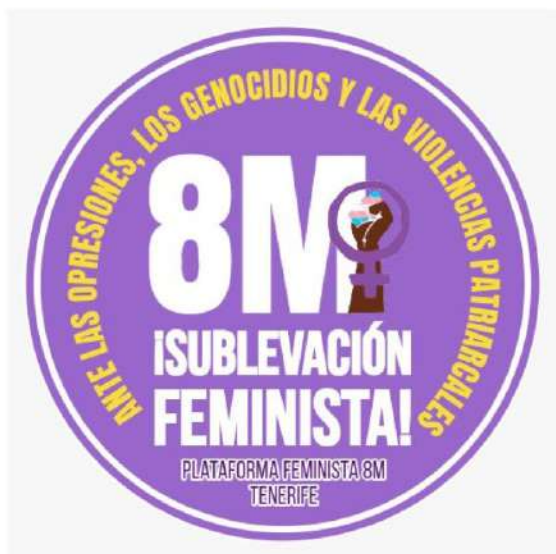 ANTE LAS OPRESIONES, LOS GENOCIDIOS Y LAS VIOLENCIAS PATRIARCALES
8M
¡SUBLEVACIÓN
FEMINISTA!
PLATAFORMA FEMINISTA 8M
TENERIFE